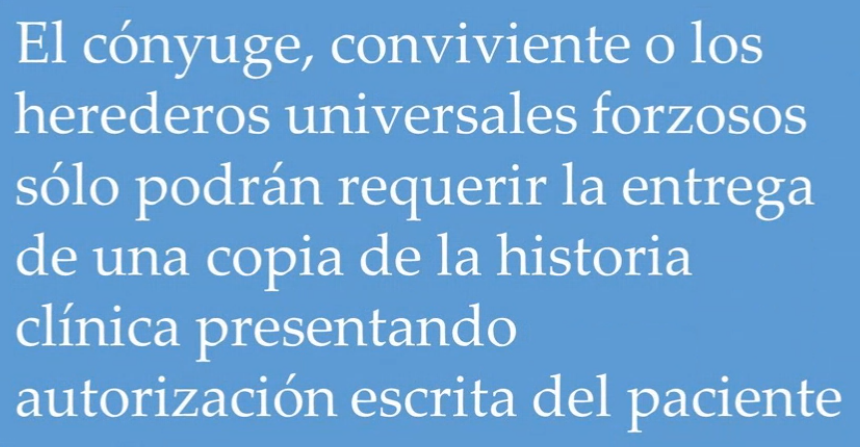 El cónyuge, conviviente o los
herederos universales forzosos
sólo podrán requerir la entrega
de una copia de la historia
clínica presentando
autorización escrita del paciente